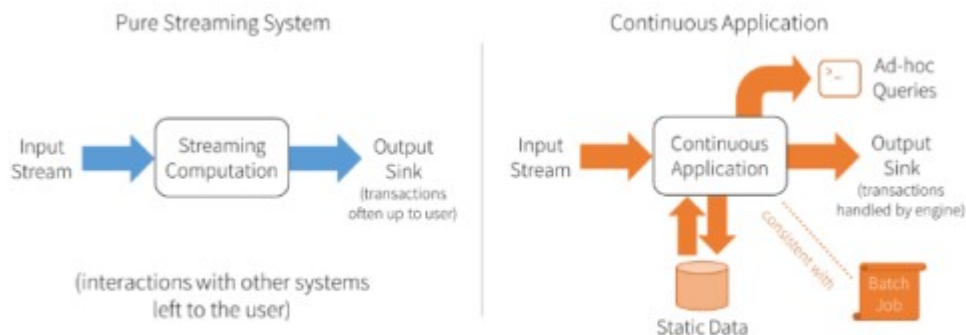 Pure Streaming System
Input
Stream
Streaming
Computation
Output
Sink
(transactions
often up to user)
(interactions with other systems
left to the user)
Continuous Application
>_
Ad-hoc
Queries
Input
Stream
Continuous
Application
Output
Sink
(transactions
handled by engine)
consistent with
Static Data
Batch
Job